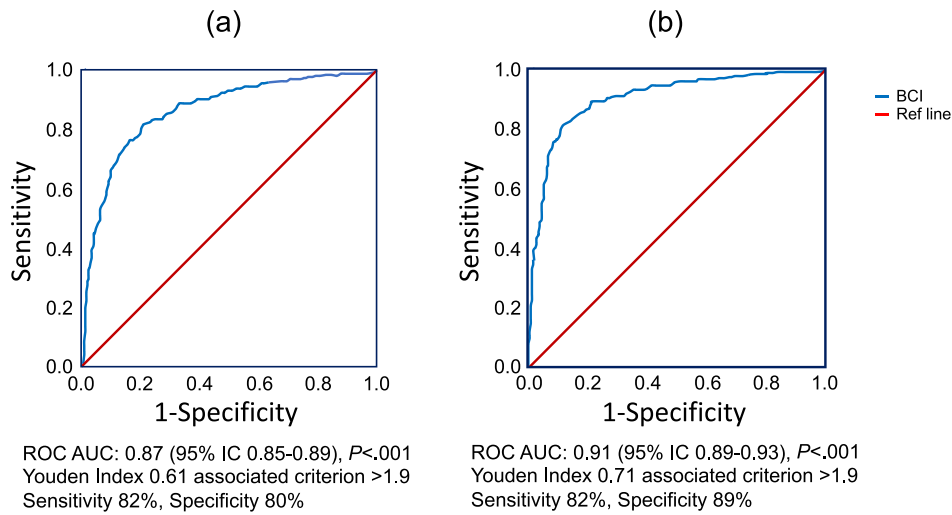 (a)
1.0
0.8
0.6
0.4
0.2
0.0
Sensitivity
0.0 0.2 0.4 0.6 0.8 1.0
1-Specificity
ROC AUC: 0.87 (95% IC 0.85-0.89), P<.001
Youden Index 0.61 associated criterion >1.9
Sensitivity 82%, Specificity 80%
(b)
1.0
0.8
0.6
0.4
0.2
0.0
Sensitivity
0.0 0.2 0.4 0.6 0.8 1.0
1-Specificity
ROC AUC: 0.91 (95% IC 0.89-0.93), P<.001
Youden Index 0.71 associated criterion >1.9
Sensitivity 82%, Specificity 89%
BCI
Ref line